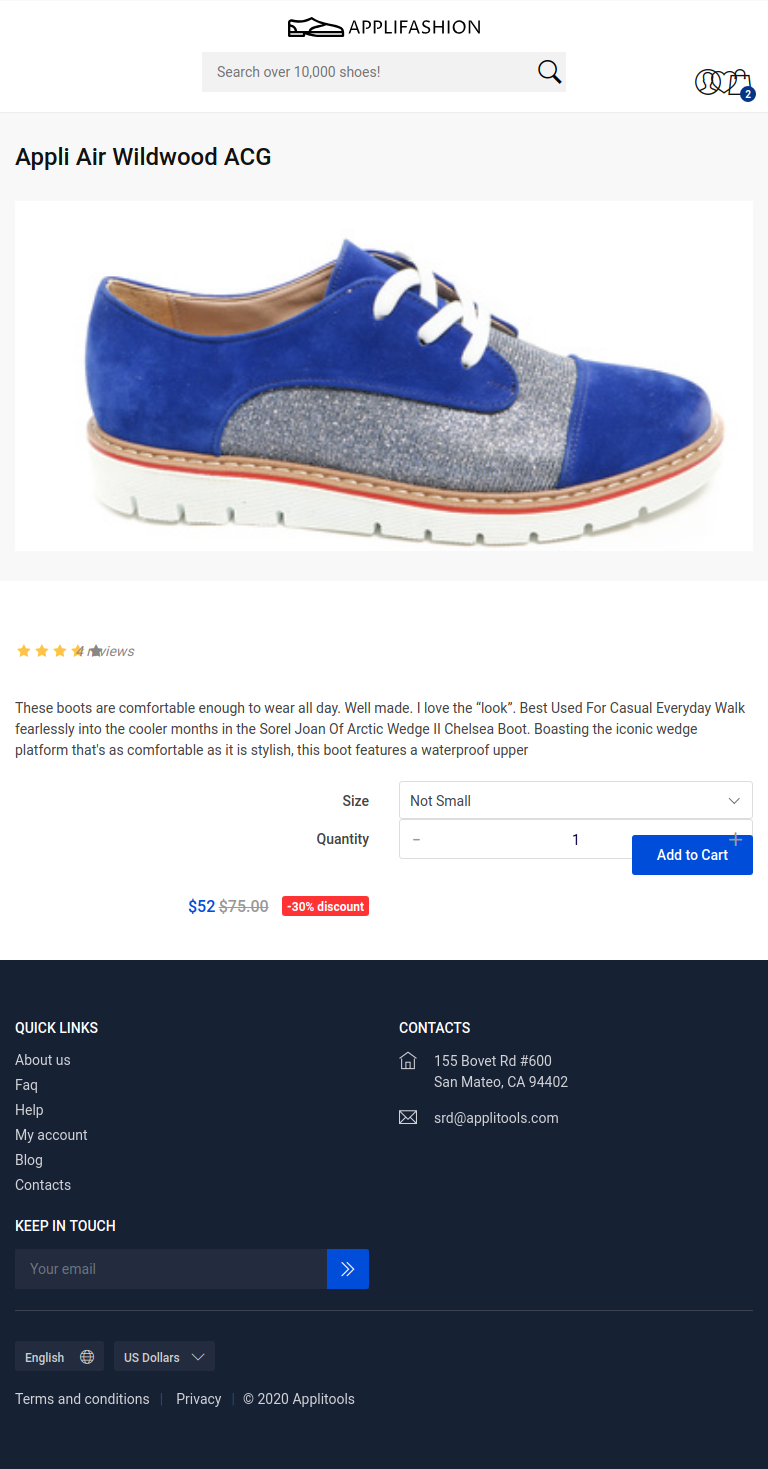 APPLIFASHION
Search over 10,000 shoes!
2
Appli Air Wildwood ACG
4 reviews
These boots are comfortable enough to wear all day. Well made. I love the “look”. Best Used For Casual Everyday Walk
fearlessly into the cooler months in the Sorel Joan Of Arctic Wedge II Chelsea Boot. Boasting the iconic wedge
platform that's as comfortable as it is stylish, this boot features a waterproof upper
Size
Not Small
Quantity
− 1 +
Add to Cart
$52 $75.00 -30% discount
QUICK LINKS
About us
Faq
Help
My account
Blog
Contacts
CONTACTS
155 Bovet Rd #600
San Mateo, CA 94402
srd@applitools.com
KEEP IN TOUCH
Your email
English
US Dollars
Terms and conditions | Privacy | © 2020 Applitools